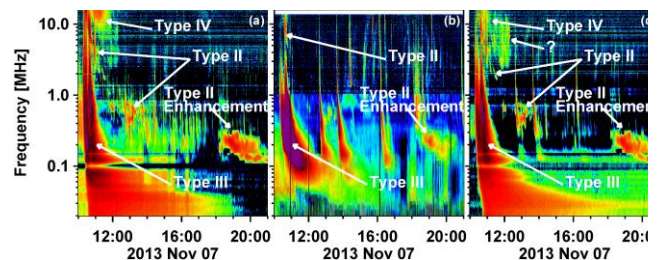 Frequency [MHz]
10.0
1.0
0.1
(a)
Type IV
Type II
Type II
Enhancement
Type III
12:00 16:00 20:00
2013 Nov 07
(b)
Type II
Type II
Enhancement
Type III
12:00 16:00 20:00
2013 Nov 07
Type IV
?
Type II
Type II
Enhancement
Type III
12:00 16:00 20:00
2013 Nov 07